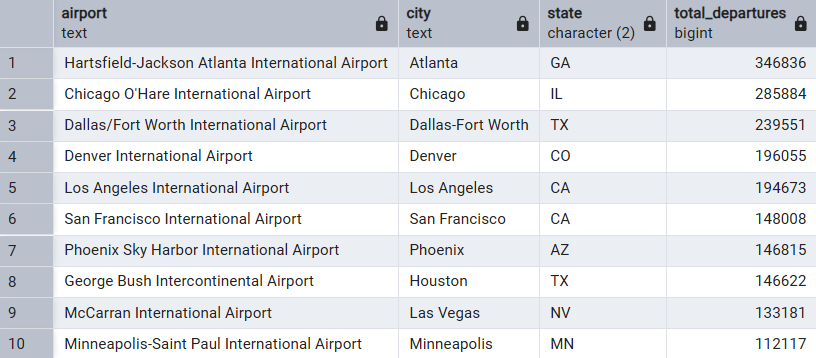 airport city state total_departures
text text character (2) bigint
1 Hartsfield-Jackson Atlanta International Airport Atlanta GA 346836
2 Chicago O'Hare International Airport Chicago IL 285884
3 Dallas/Fort Worth International Airport Dallas-Fort Worth TX 239551
4 Denver International Airport Denver CO 196055
5 Los Angeles International Airport Los Angeles CA 194673
6 San Francisco International Airport San Francisco CA 148008
7 Phoenix Sky Harbor International Airport Phoenix AZ 146815
8 George Bush Intercontinental Airport Houston TX 146622
9 McCarran International Airport Las Vegas NV 133181
10 Minneapolis-Saint Paul International Airport Minneapolis MN 112117